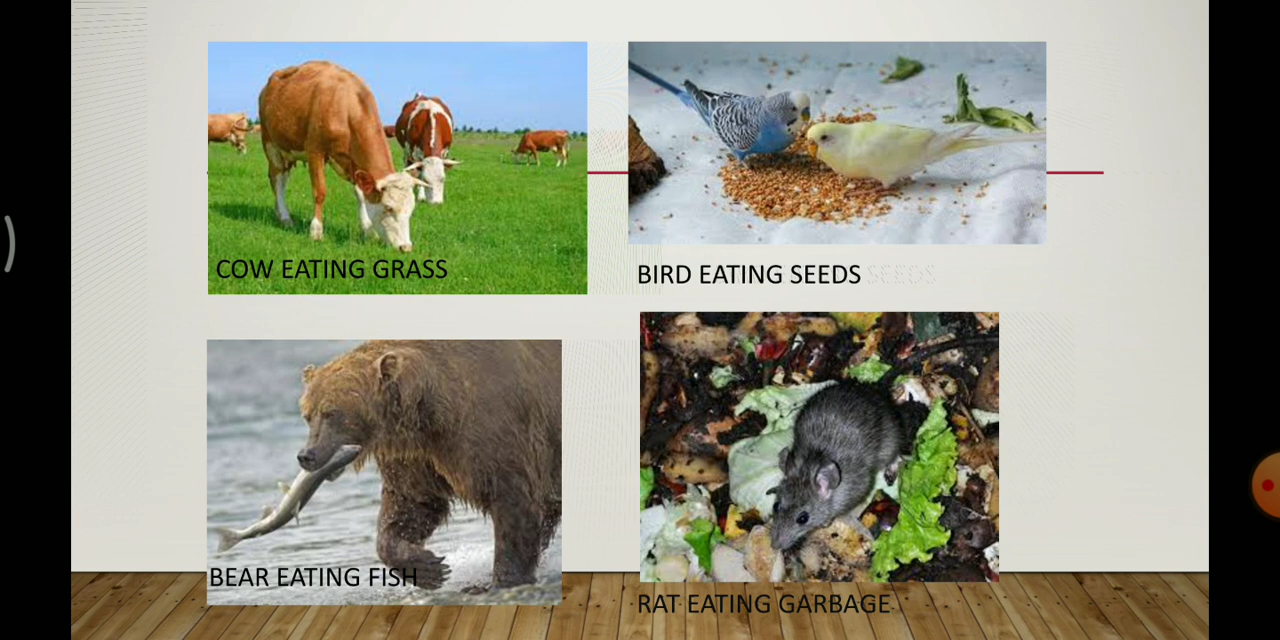 COW EATING GRASS
BIRD EATING SEEDS
BEAR EATING FISH
RAT EATING GARBAGE